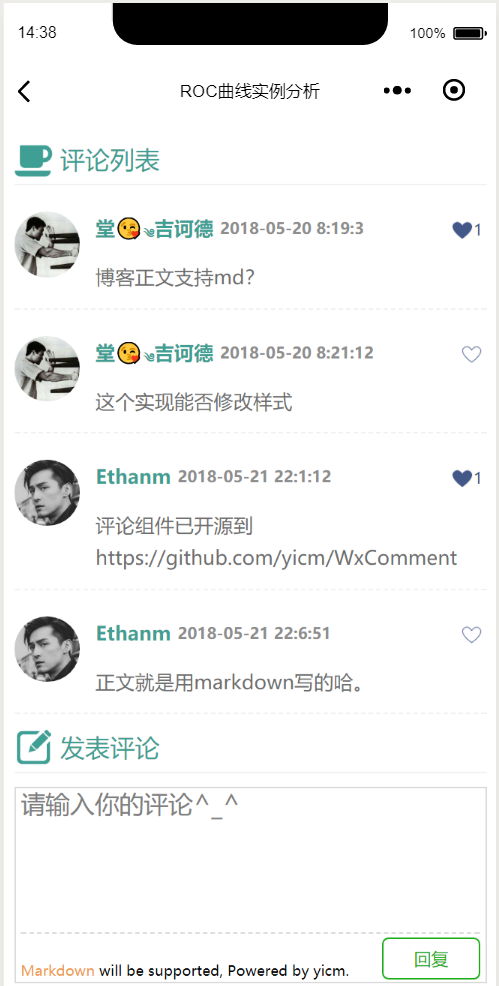 14:38
100%
ROC曲线实例分析
评论列表
堂😘༄吉诃德 2018-05-20 8:19:3
1
博客正文支持md?
堂😘༄吉诃德 2018-05-20 8:21:12
这个实现能否修改样式
Ethanm 2018-05-21 22:1:12
1
评论组件已开源到
https://github.com/yicm/WxComment
Ethanm 2018-05-21 22:6:51
正文就是用markdown写的哈。
发表评论
请输入你的评论^_^
回复
Markdown will be supported, Powered by yicm.